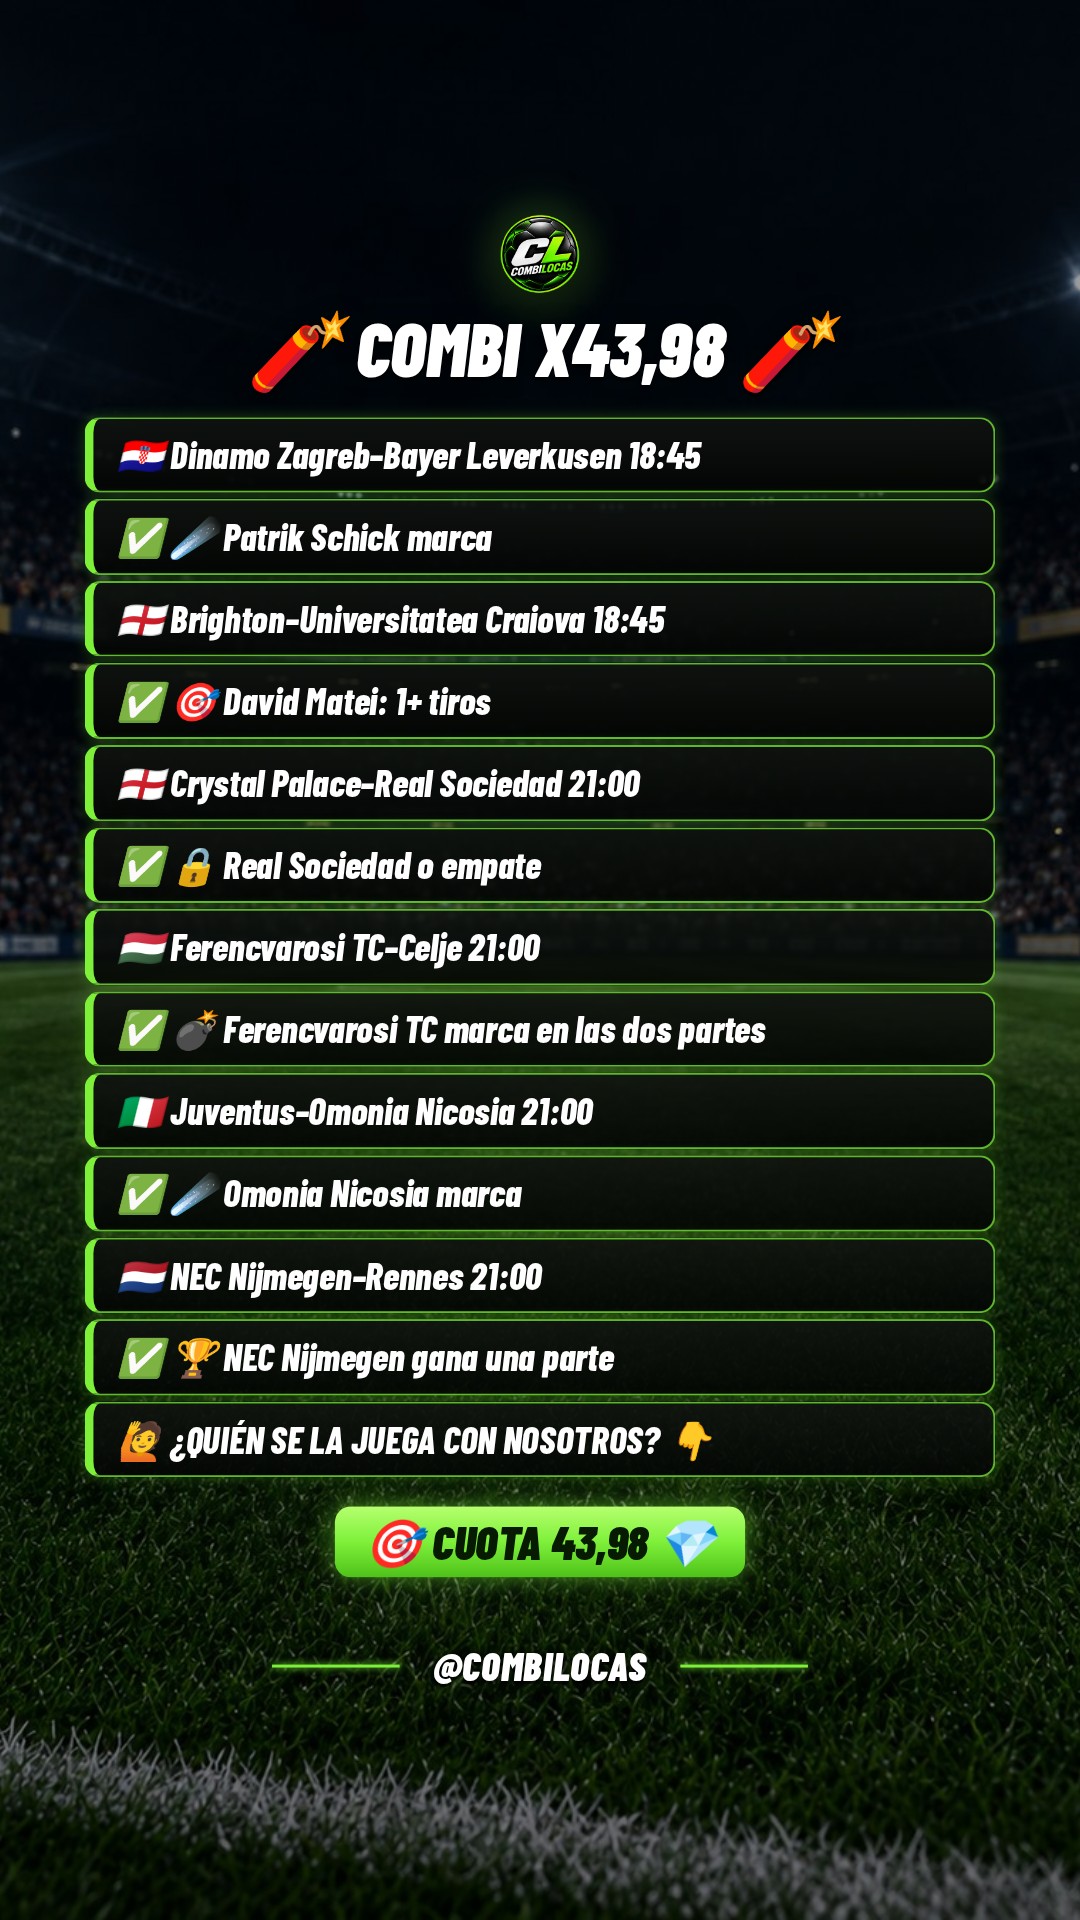 CL
COMBILOCAS
🧨 COMBI X43,98 🧨
🇭🇷 Dinamo Zagreb-Bayer Leverkusen 18:45
✅ ☄️ Patrik Schick marca
🏴󠁧󠁢󠁥󠁮󠁧󠁿 Brighton-Universitatea Craiova 18:45
✅ 🎯 David Matei: 1+ tiros
🏴󠁧󠁢󠁥󠁮󠁧󠁿 Crystal Palace-Real Sociedad 21:00
✅ 🔒 Real Sociedad o empate
🇭🇺 Ferencvarosi TC-Celje 21:00
✅ 💣 Ferencvarosi TC marca en las dos partes
🇮🇹 Juventus-Omonia Nicosia 21:00
✅ ☄️ Omonia Nicosia marca
🇳🇱 NEC Nijmegen-Rennes 21:00
✅ 🏆 NEC Nijmegen gana una parte
🙋 ¿QUIÉN SE LA JUEGA CON NOSOTROS? 👇
🎯 CUOTA 43,98 💎
@COMBILOCAS